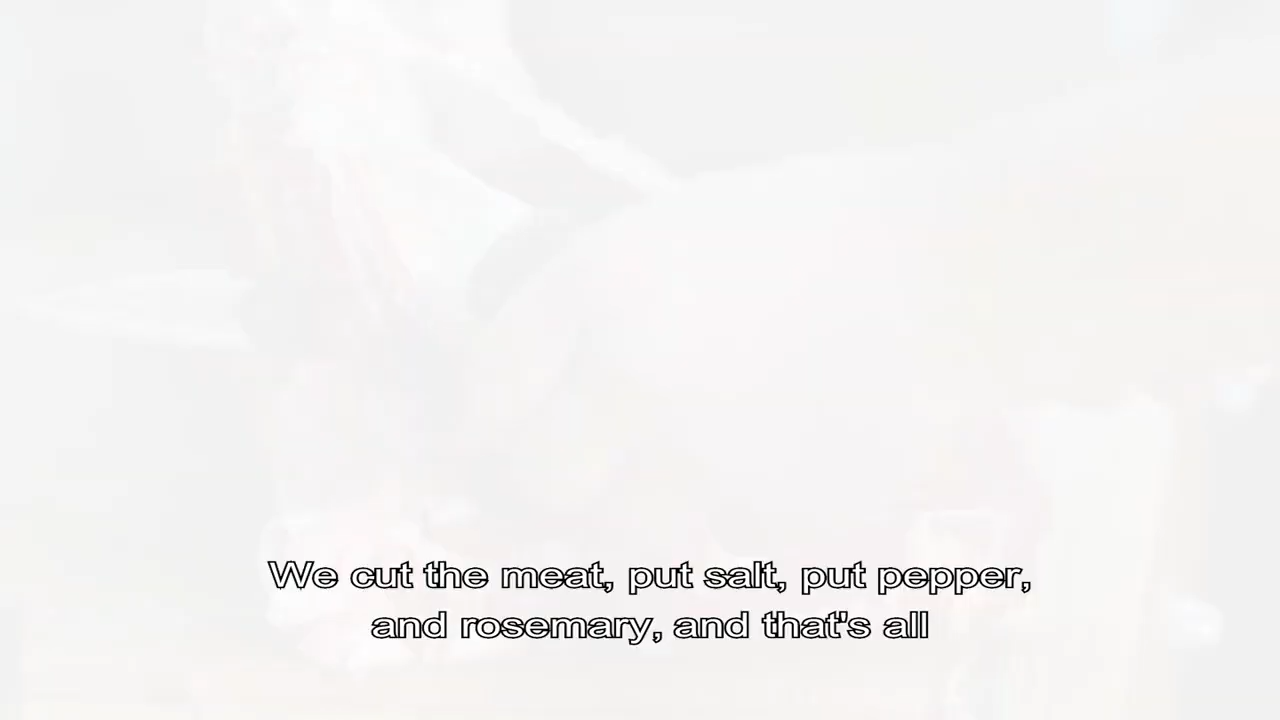 We cut the meat, put salt, put pepper,
and rosemary, and that's all